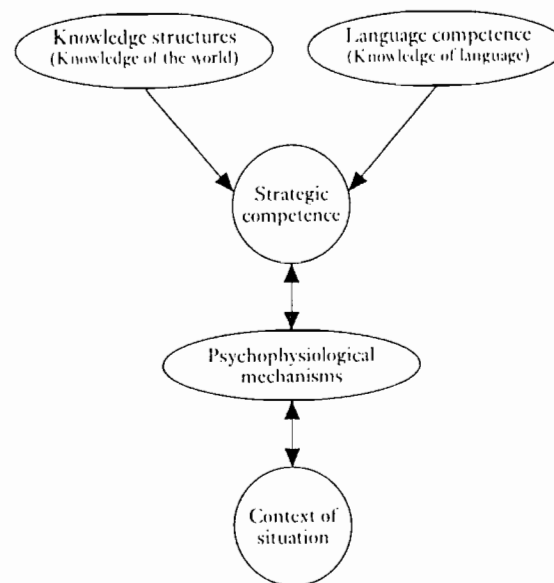 Knowledge structures
(Knowledge of the world)
Language competence
(Knowledge of language)
Strategic
competence
Psychophysiological
mechanisms
Context of
situation